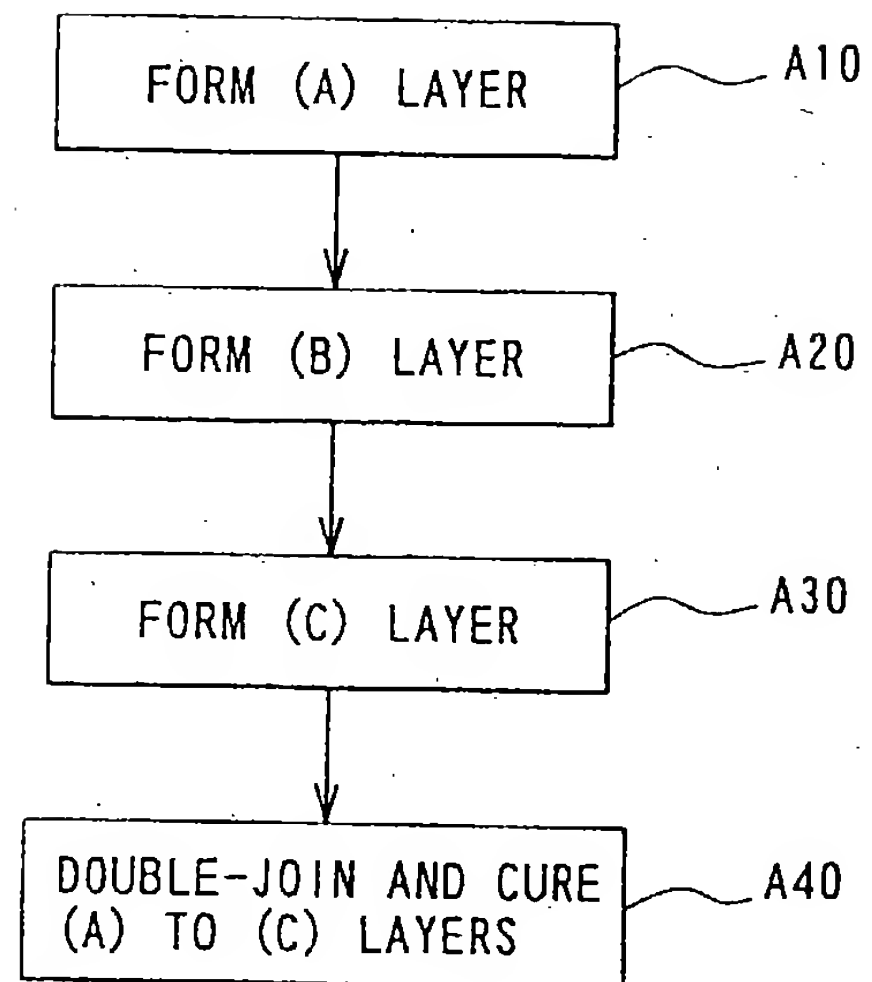 FORM (A) LAYER
A10
FORM (B) LAYER
A20
FORM (C) LAYER
A30
DOUBLE-JOIN AND CURE
(A) TO (C) LAYERS
A40